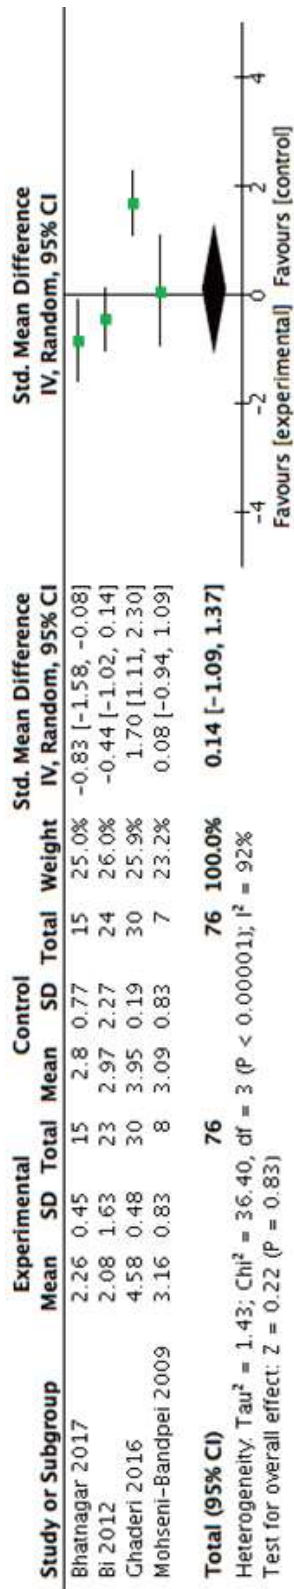 Experimental Control Std. Mean Difference Std. Mean Difference
Study or Subgroup Mean SD Total Mean SD Total Weight IV, Random, 95% CI IV, Random, 95% CI
Bhatnagar 2017 2.26 0.45 15 2.8 0.77 15 25.0% −0.83 [−1.58, −0.08]
Bi 2012 2.08 1.63 23 2.97 2.27 24 26.0% −0.44 [−1.02, 0.14]
Ghaderi 2016 4.58 0.48 30 3.95 0.19 30 25.9% 1.70 [1.11, 2.30]
Mohseni-Bandpei 2009 3.16 0.83 8 3.09 0.83 7 23.2% 0.08 [−0.94, 1.09]
Total (95% CI) 76 76 100.0% 0.14 [−1.09, 1.37]
Heterogeneity. Tau² = 1.43; Chi² = 36.40, df = 3 (P < 0.00001); I² = 92%
Test for overall effect: Z = 0.22 (P = 0.83)
−4 −2 0 2 4
Favours [experimental] Favours [control]